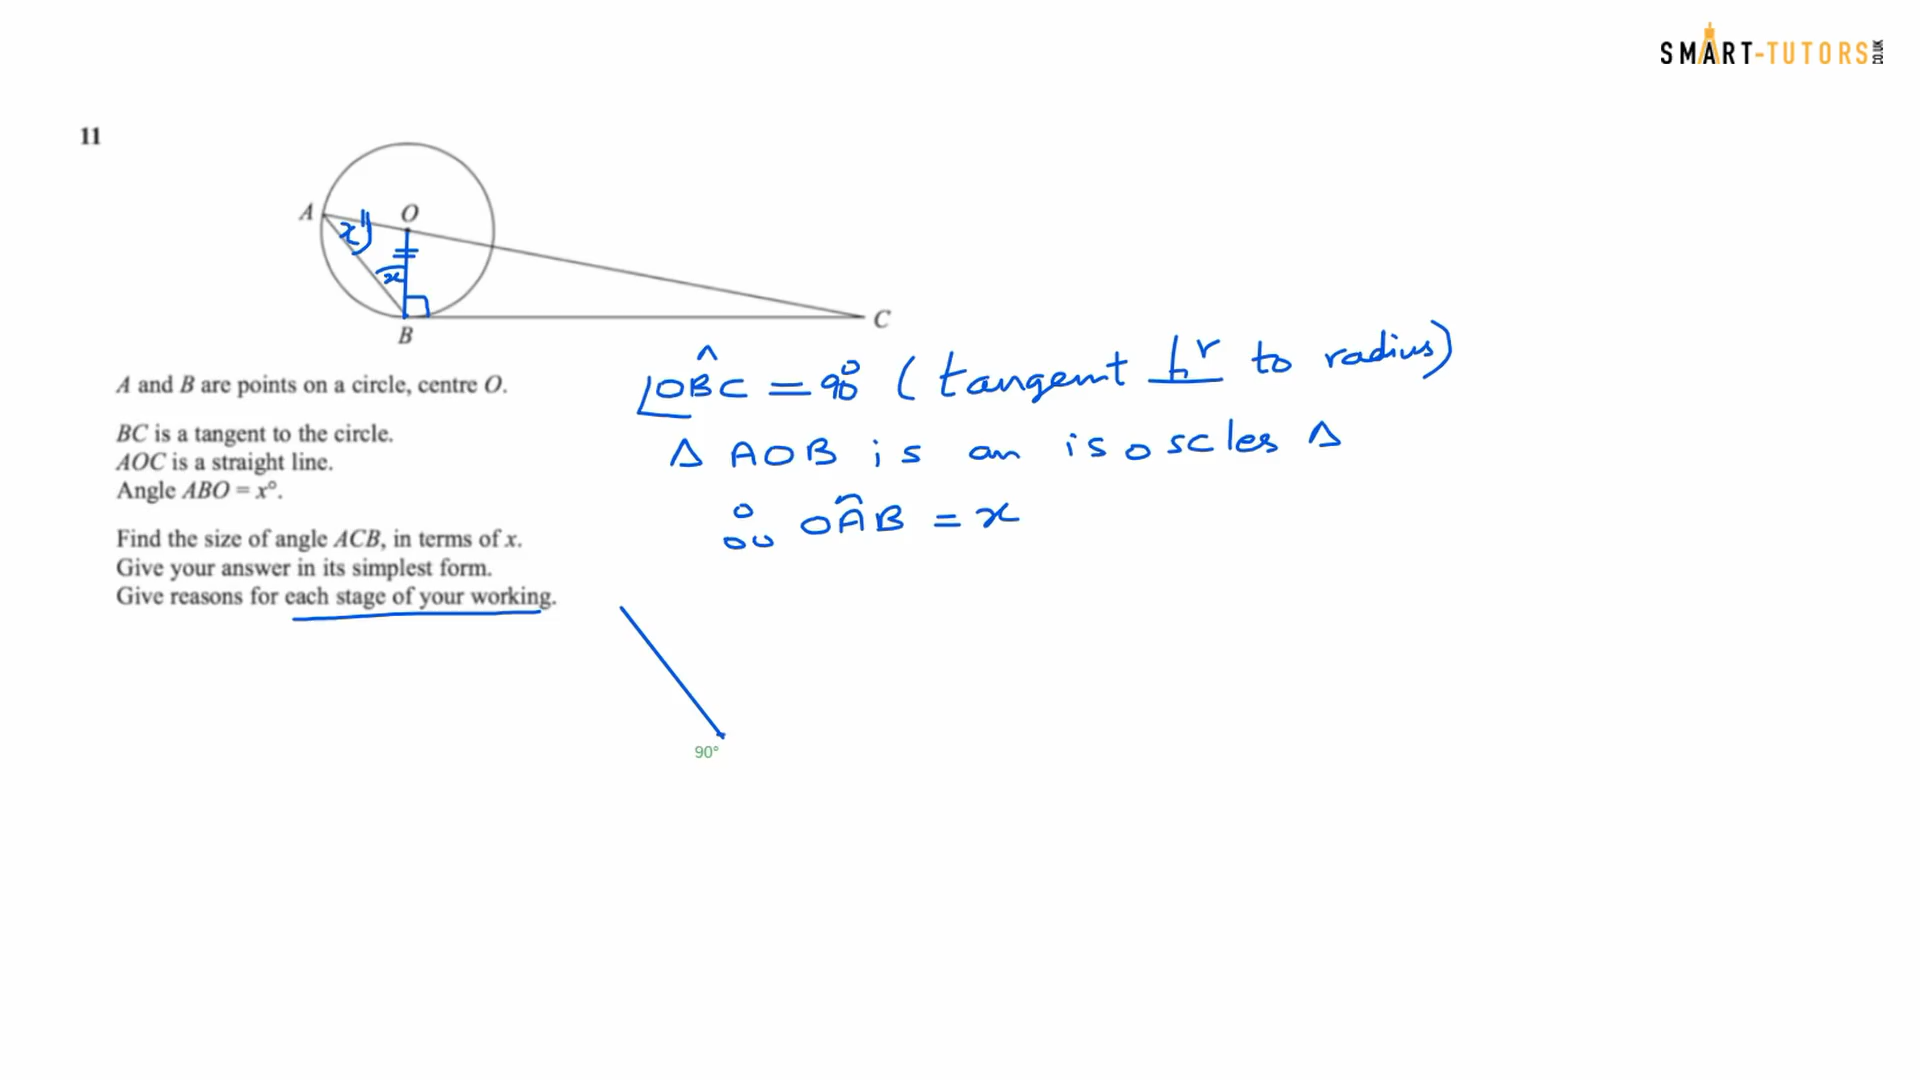 SMART-TUTORS.CO.UK
11
A
O
x
x
B
C
A and B are points on a circle, centre O.
BC is a tangent to the circle.
AOC is a straight line.
Angle ABO = x°.
Find the size of angle ACB, in terms of x.
Give your answer in its simplest form.
Give reasons for each stage of your working.
∠OB̂C = 90° (tangent ⊥r to radius)
Δ AOB is an isoscles Δ
∴ OÂB = x
90°